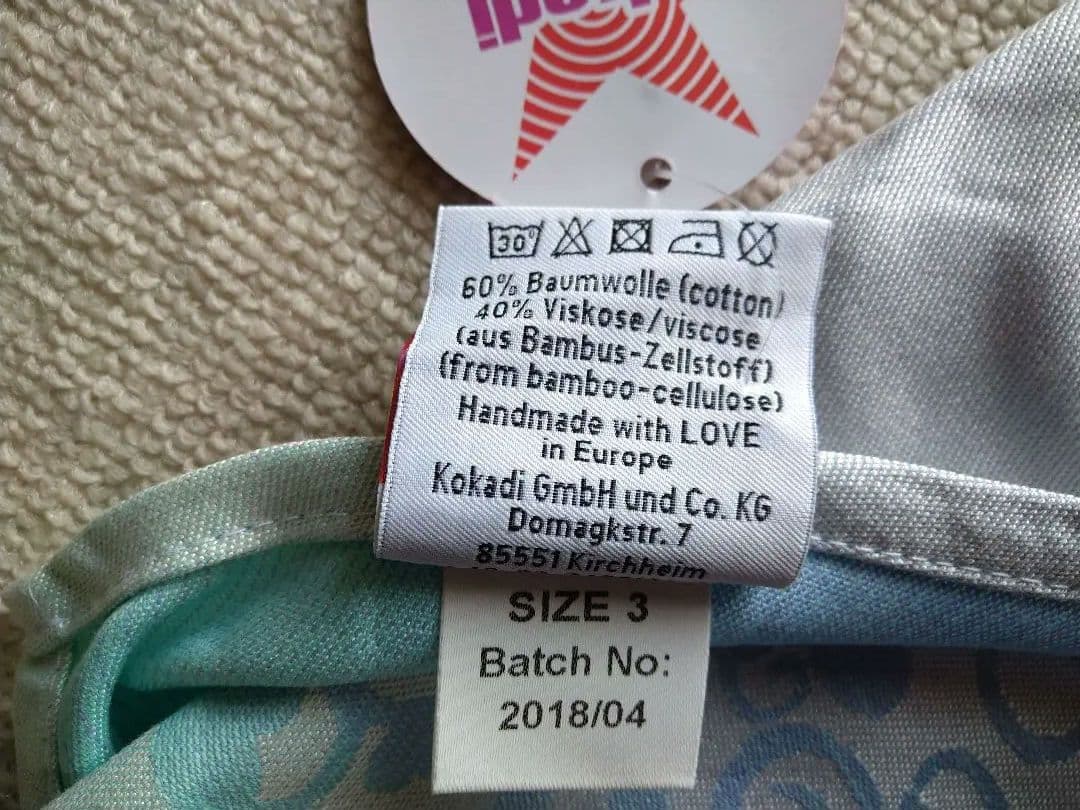 30°
60% Baumwolle (cotton)
40% Viskose/viscose
(aus Bambus-Zellstoff)
(from bamboo-cellulose)
Handmade with LOVE
in Europe
Kokadi GmbH und Co. KG
Domagkstr. 7
85551 Kirchheim
SIZE 3
Batch No:
2018/04